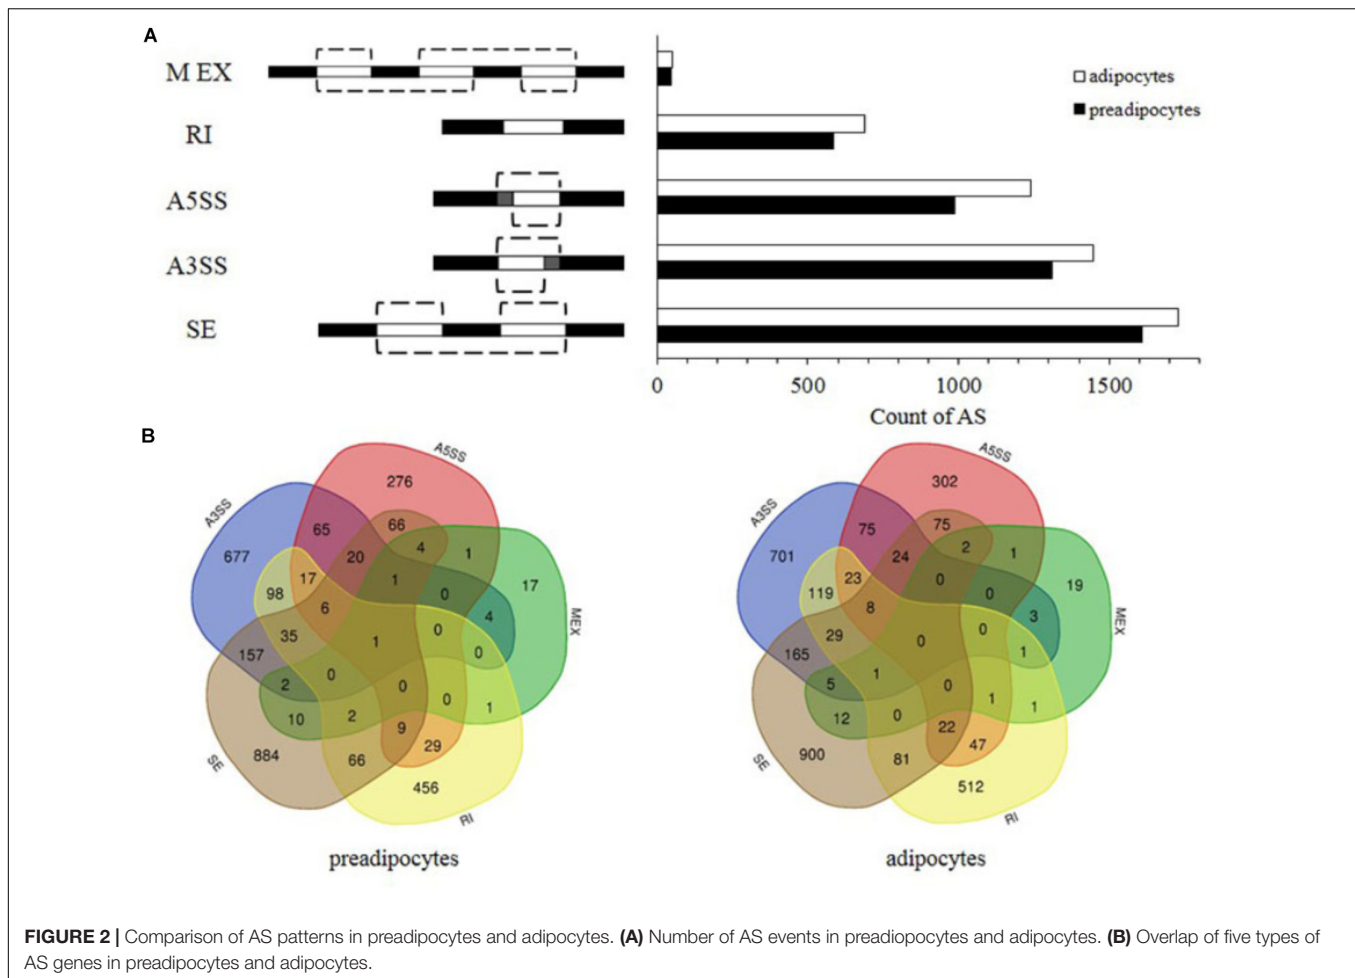 A
M EX
RI
A5SS
A3SS
SE
adipocytes
preadipocytes
0 500 1000 1500
Count of AS
B
A5SS
276
A3SS
65 66
677 20 4 1 17
98 17 1 0
6 4 MEX
35 1 0 0
157 0
2 0 0 1
10 2 9
SE 884 66 29
456
RI
preadipocytes
A5SS
302
A3SS
75 75
701 24 2 1 19
119 23 0 0
8 3 MEX
29 0 0 1
165 1
5 0 1 1
12 0 22
SE 900 81 47
512
RI
adipocytes
FIGURE 2 | Comparison of AS patterns in preadipocytes and adipocytes. (A) Number of AS events in preadiopocytes and adipocytes. (B) Overlap of five types of
AS genes in preadipocytes and adipocytes.